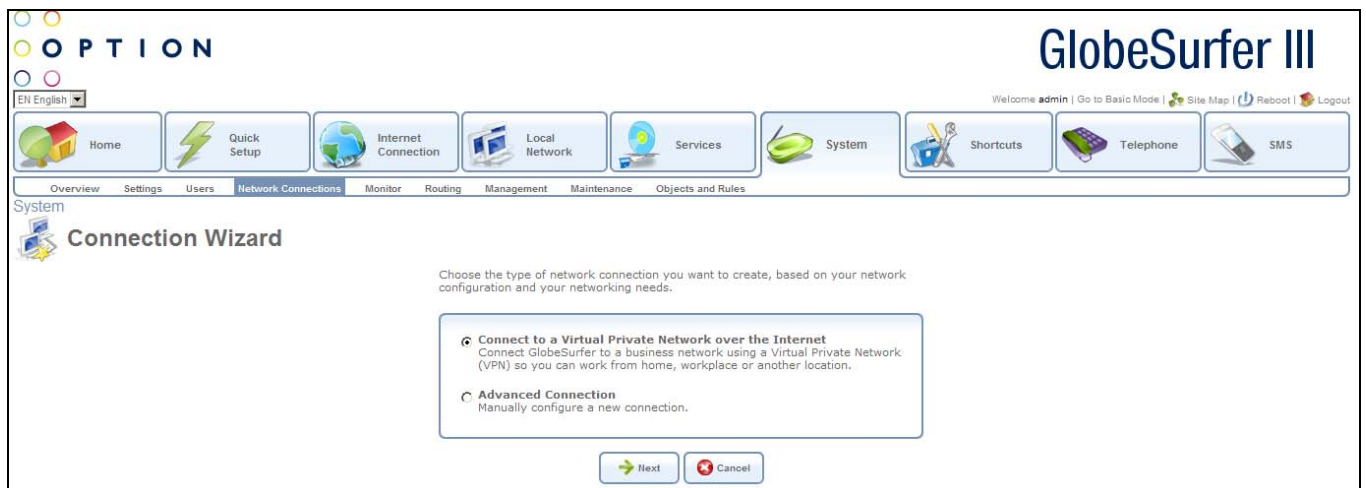 OPTION
GlobeSurfer III
EN English
Welcome admin | Go to Basic Mode | Site Map | Reboot | Logout
Home
Quick Setup
Internet Connection
Local Network
Services
System
Shortcuts
Telephone
SMS
Overview Settings Users Network Connections Monitor Routing Management Maintenance Objects and Rules
System
Connection Wizard
Choose the type of network connection you want to create, based on your network
configuration and your networking needs.
Connect to a Virtual Private Network over the Internet
Connect GlobeSurfer to a business network using a Virtual Private Network
(VPN) so you can work from home, workplace or another location.
Advanced Connection
Manually configure a new connection.
Next Cancel